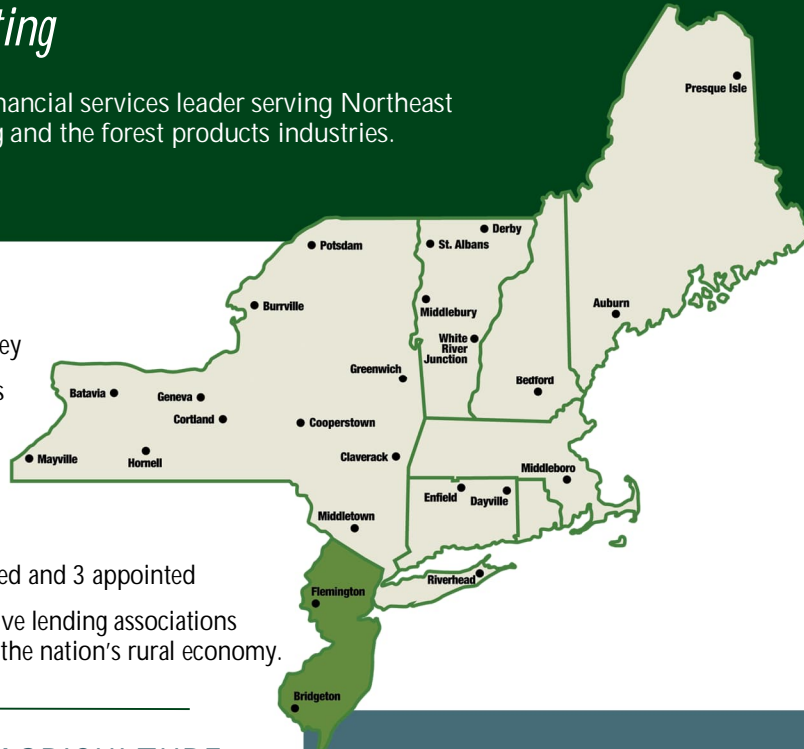 ting
nancial services leader serving Northeast
g and the forest products industries.
ey
s
ed and 3 appointed
ve lending associations
the nation's rural economy.
AGRICULTURE
Presque Isle
Derby
Potsdam
St. Albans
Burrville
Middlebury
Auburn
White
River
Junction
Greenwich
Bedford
Batavia
Geneva
Cortland
Cooperstown
Mayville
Hornell
Claverack
Middleboro
Enfield
Dayville
Middletown
Riverhead
Flemington
Bridgeton